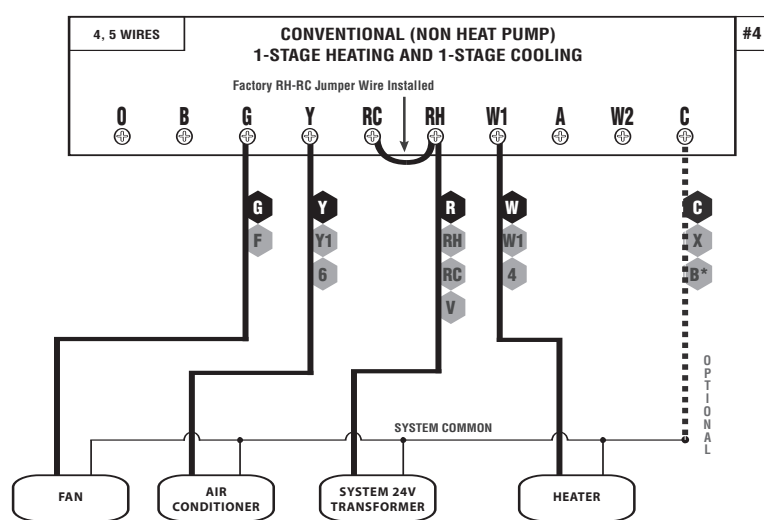 4, 5 WIRES
CONVENTIONAL (NON HEAT PUMP)
1-STAGE HEATING AND 1-STAGE COOLING
#4
Factory RH-RC Jumper Wire Installed
O B G Y RC RH W1 A W2 C
G Y R W C
F Y1 RH W1 X
6 RC 4 B*
V
OPTIONAL
SYSTEM COMMON
FAN
AIR
CONDITIONER
SYSTEM 24V
TRANSFORMER
HEATER